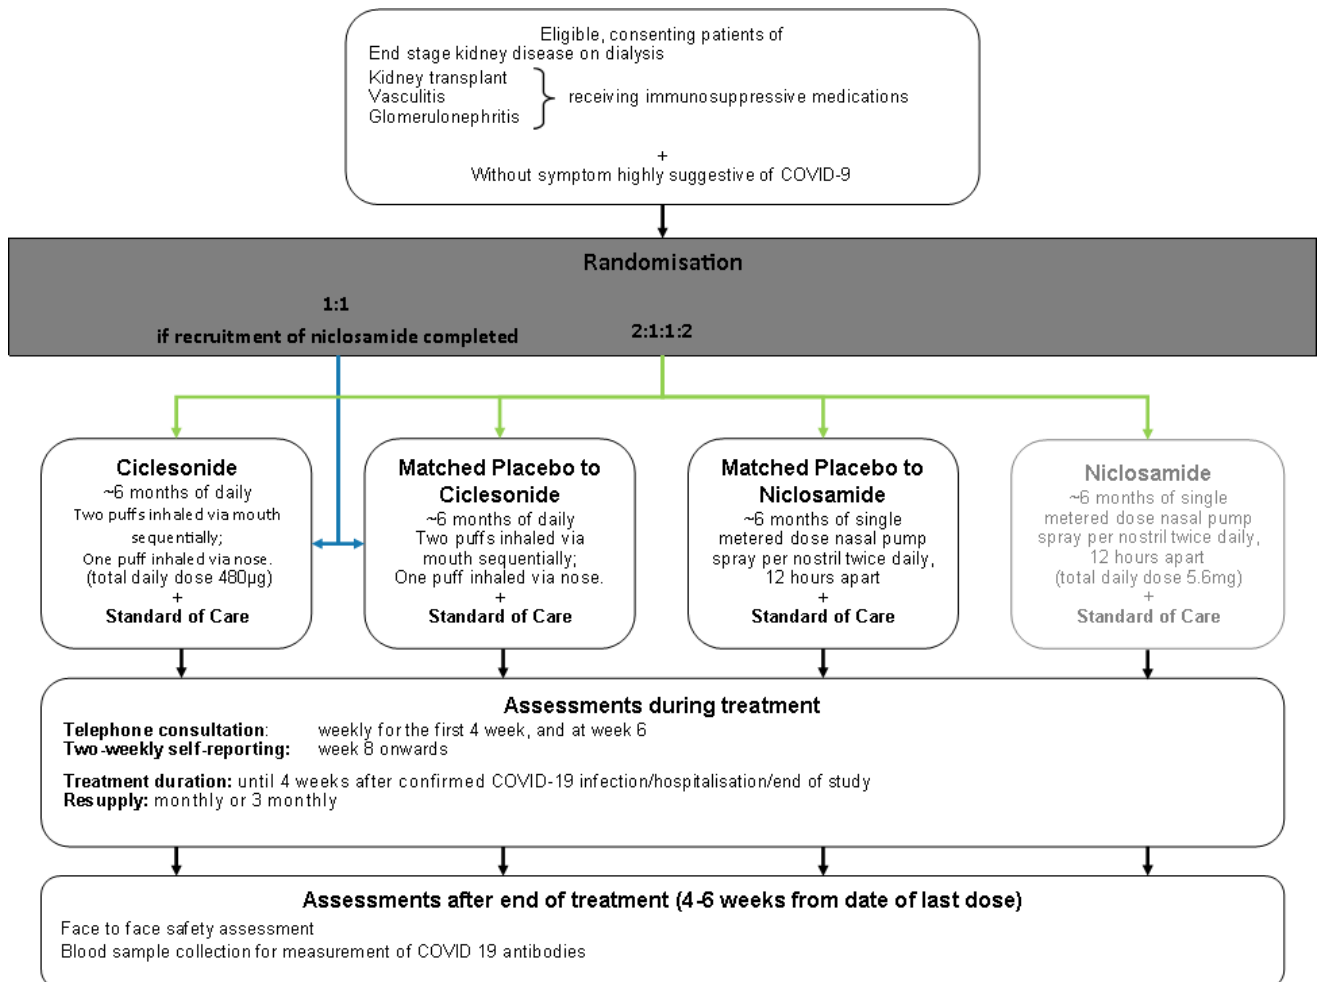 Eligible, consenting patients of
End stage kidney disease on dialysis
Kidney transplant
Vasculitis
Glomerulonephritis
receiving immunosuppressive medications
+
Without symptom highly suggestive of COVID-9
Randomisation
1:1
if recruitment of niclosamide completed
2:1:1:2
Ciclesonide
~6 months of daily
Two puffs inhaled via mouth
sequentially;
One puff inhaled via nose.
(total daily dose 480µg)
+
Standard of Care
Matched Placebo to
Ciclesonide
~6 months of daily
Two puffs inhaled via
mouth sequentially;
One puff inhaled via nose.
+
Standard of Care
Matched Placebo to
Niclosamide
~6 months of single
metered dose nasal pump
spray per nostril twice daily,
12 hours apart
+
Standard of Care
Niclosamide
~6 months of single
metered dose nasal pump
spray per nostril twice daily,
12 hours apart
(total daily dose 5.6mg)
+
Standard of Care
Assessments during treatment
Telephone consultation: weekly for the first 4 week, and at week 6
Two-weekly self-reporting: week 8 onwards
Treatment duration: until 4 weeks after confirmed COVID-19 infection/hospitalisation/end of study
Resupply: monthly or 3 monthly
Assessments after end of treatment (4-6 weeks from date of last dose)
Face to face safety assessment
Blood sample collection for measurement of COVID 19 antibodies